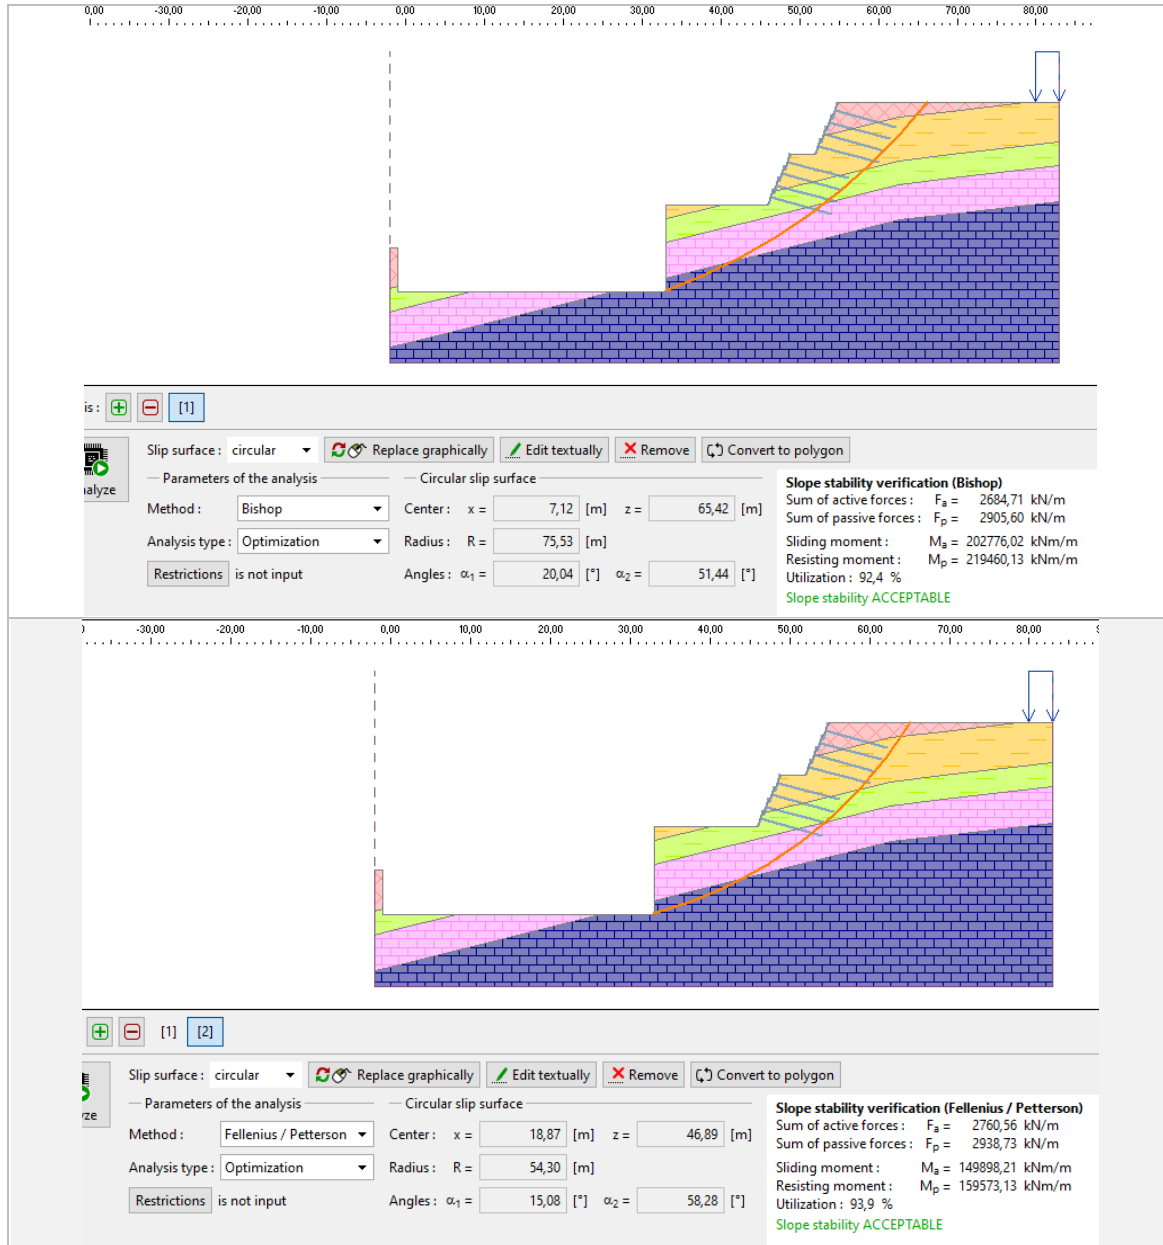 0,00 -30,00 -20,00 -10,00 0,00 10,00 20,00 30,00 40,00 50,00 60,00 70,00 80,00
is : [1]
Slip surface : circular Replace graphically Edit textually Remove Convert to polygon
alyze
Parameters of the analysis Circular slip surface
Method : Bishop Center : x = 7,12 [m] z = 65,42 [m]
Analysis type : Optimization Radius : R = 75,53 [m]
Restrictions is not input Angles : α1 = 20,04 [°] α2 = 51,44 [°]
Slope stability verification (Bishop)
Sum of active forces : Fa = 2684,71 kN/m
Sum of passive forces : Fp = 2905,60 kN/m
Sliding moment : Ma = 202776,02 kNm/m
Resisting moment : Mp = 219460,13 kNm/m
Utilization : 92,4 %
Slope stability ACCEPTABLE
-30,00 -20,00 -10,00 0,00 10,00 20,00 30,00 40,00 50,00 60,00 70,00 80,00
[1] [2]
Slip surface : circular Replace graphically Edit textually Remove Convert to polygon
ze
Parameters of the analysis Circular slip surface
Method : Fellenius / Petterson Center : x = 18,87 [m] z = 46,89 [m]
Analysis type : Optimization Radius : R = 54,30 [m]
Restrictions is not input Angles : α1 = 15,08 [°] α2 = 58,28 [°]
Slope stability verification (Fellenius / Petterson)
Sum of active forces : Fa = 2760,56 kN/m
Sum of passive forces : Fp = 2938,73 kN/m
Sliding moment : Ma = 149898,21 kNm/m
Resisting moment : Mp = 159573,13 kNm/m
Utilization : 93,9 %
Slope stability ACCEPTABLE